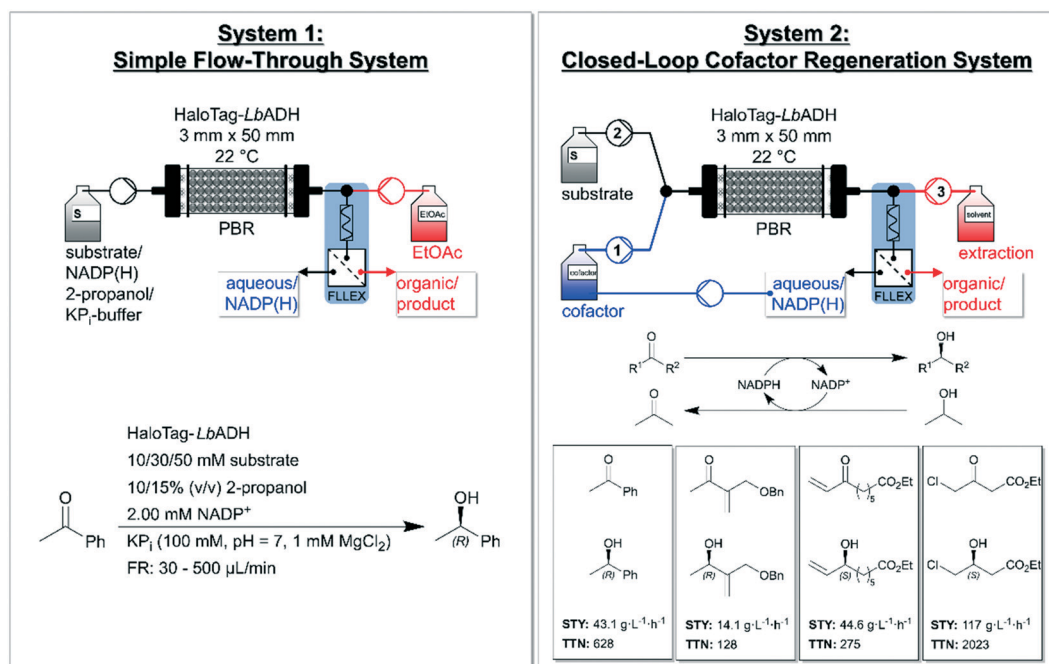 System 1:
Simple Flow-Through System
HaloTag-LbADH
3 mm x 50 mm
22 °C
S
EtOAc
substrate/
NADP(H)
2-propanol/
KPi-buffer
PBR
EtOAc
aqueous/
NADP(H)
FLLEX
organic/
product
HaloTag-LbADH
10/30/50 mM substrate
10/15% (v/v) 2-propanol
2.00 mM NADP⁺
KPi (100 mM, pH = 7, 1 mM MgCl₂)
FR: 30 - 500 µL/min
O
Ph
OH
(R)
Ph
System 2:
Closed-Loop Cofactor Regeneration System
HaloTag-LbADH
3 mm x 50 mm
22 °C
S
2
substrate
PBR
3
solvent
extraction
1
cofactor
cofactor
aqueous/
NADP(H)
FLLEX
organic/
product
O
R¹ R²
NADPH NADP⁺
OH
R¹ R²
O
OH
O
Ph
OH
(R) Ph
STY: 43.1 g·L⁻¹·h⁻¹
TTN: 628
O
OBn
OH
(R) OBn
STY: 14.1 g·L⁻¹·h⁻¹
TTN: 128
O
5 CO₂Et
OH
(S) 5 CO₂Et
STY: 44.6 g·L⁻¹·h⁻¹
TTN: 275
O
Cl CO₂Et
OH
Cl (S) CO₂Et
STY: 117 g·L⁻¹·h⁻¹
TTN: 2023